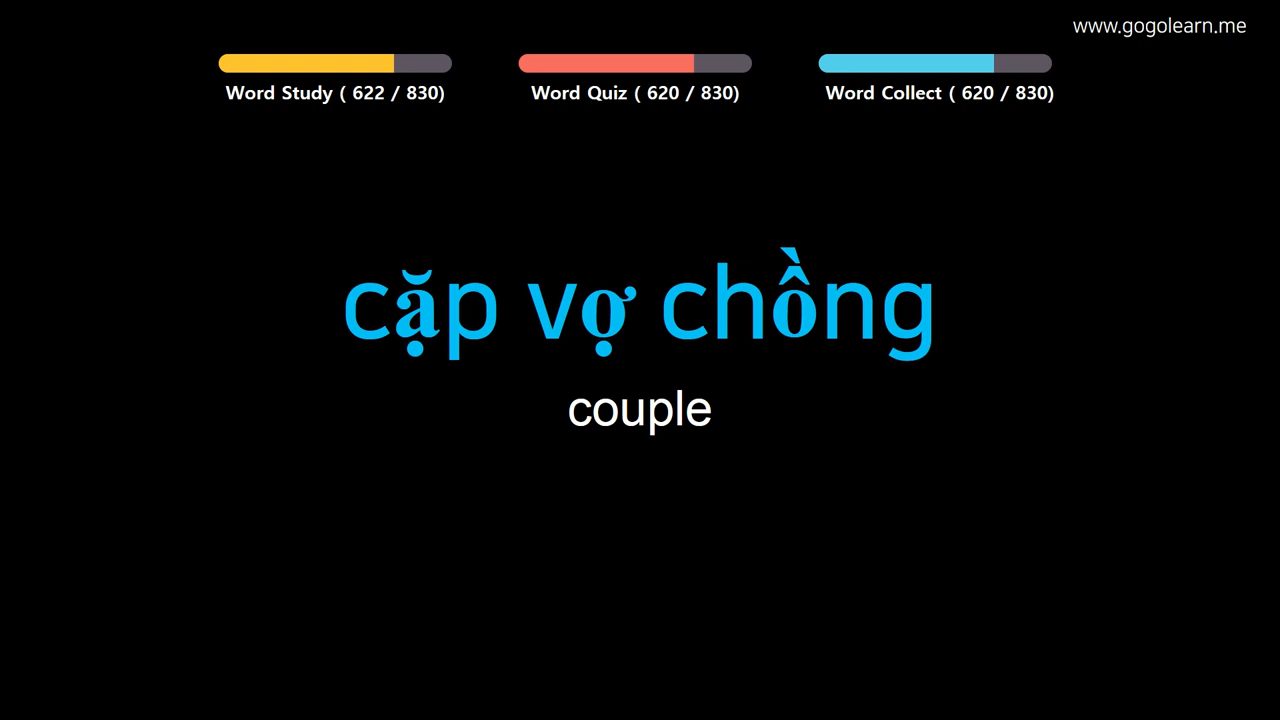 www.gogolearn.me
Word Study ( 622 / 830)
Word Quiz ( 620 / 830)
Word Collect ( 620 / 830)
cặp vợ chồng
couple